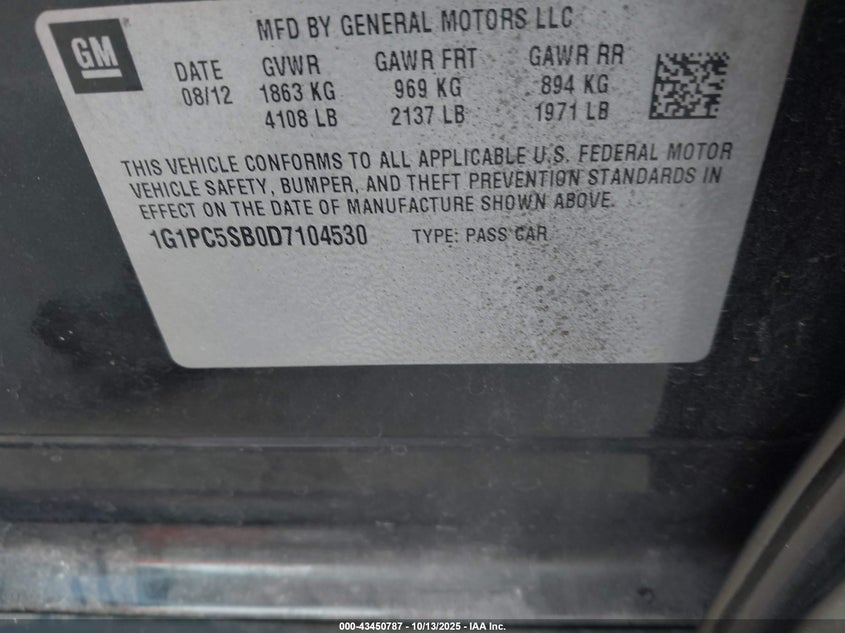 GM
MFD BY GENERAL MOTORS LLC
DATE GVWR GAWR FRT GAWR RR
08/12 1863 KG 969 KG 894 KG
4108 LB 2137 LB 1971 LB
THIS VEHICLE CONFORMS TO ALL APPLICABLE U.S. FEDERAL MOTOR
VEHICLE SAFETY, BUMPER, AND THEFT PREVENTION STANDARDS IN
EFFECT ON THE DATE OF MANUFACTURE SHOWN ABOVE.
1G1PC5SB0D7104530 TYPE: PASS CAR
000-43450787 - 10/13/2025 - IAA Inc.